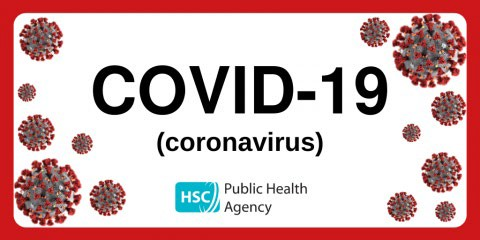 COVID-19
(coronavirus)
HSC Public Health
Agency